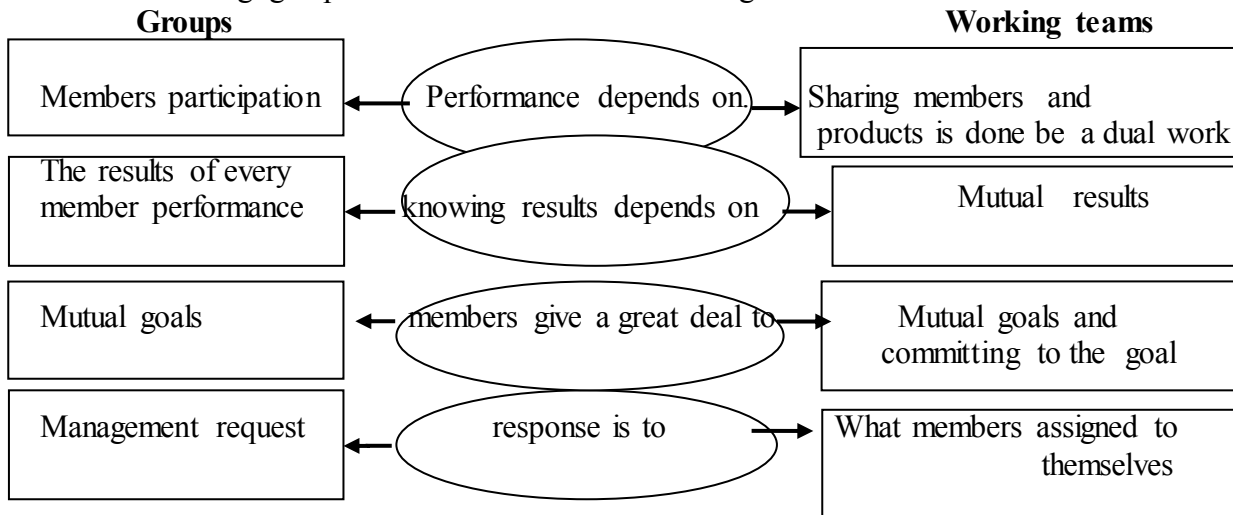 Groups
Working teams
Members participation
Performance depends on.
Sharing members and
products is done be a dual work
The results of every
member performance
knowing results depends on
Mutual results
Mutual goals
members give a great deal to
Mutual goals and
committing to the goal
Management request
response is to
What members assigned to
themselves